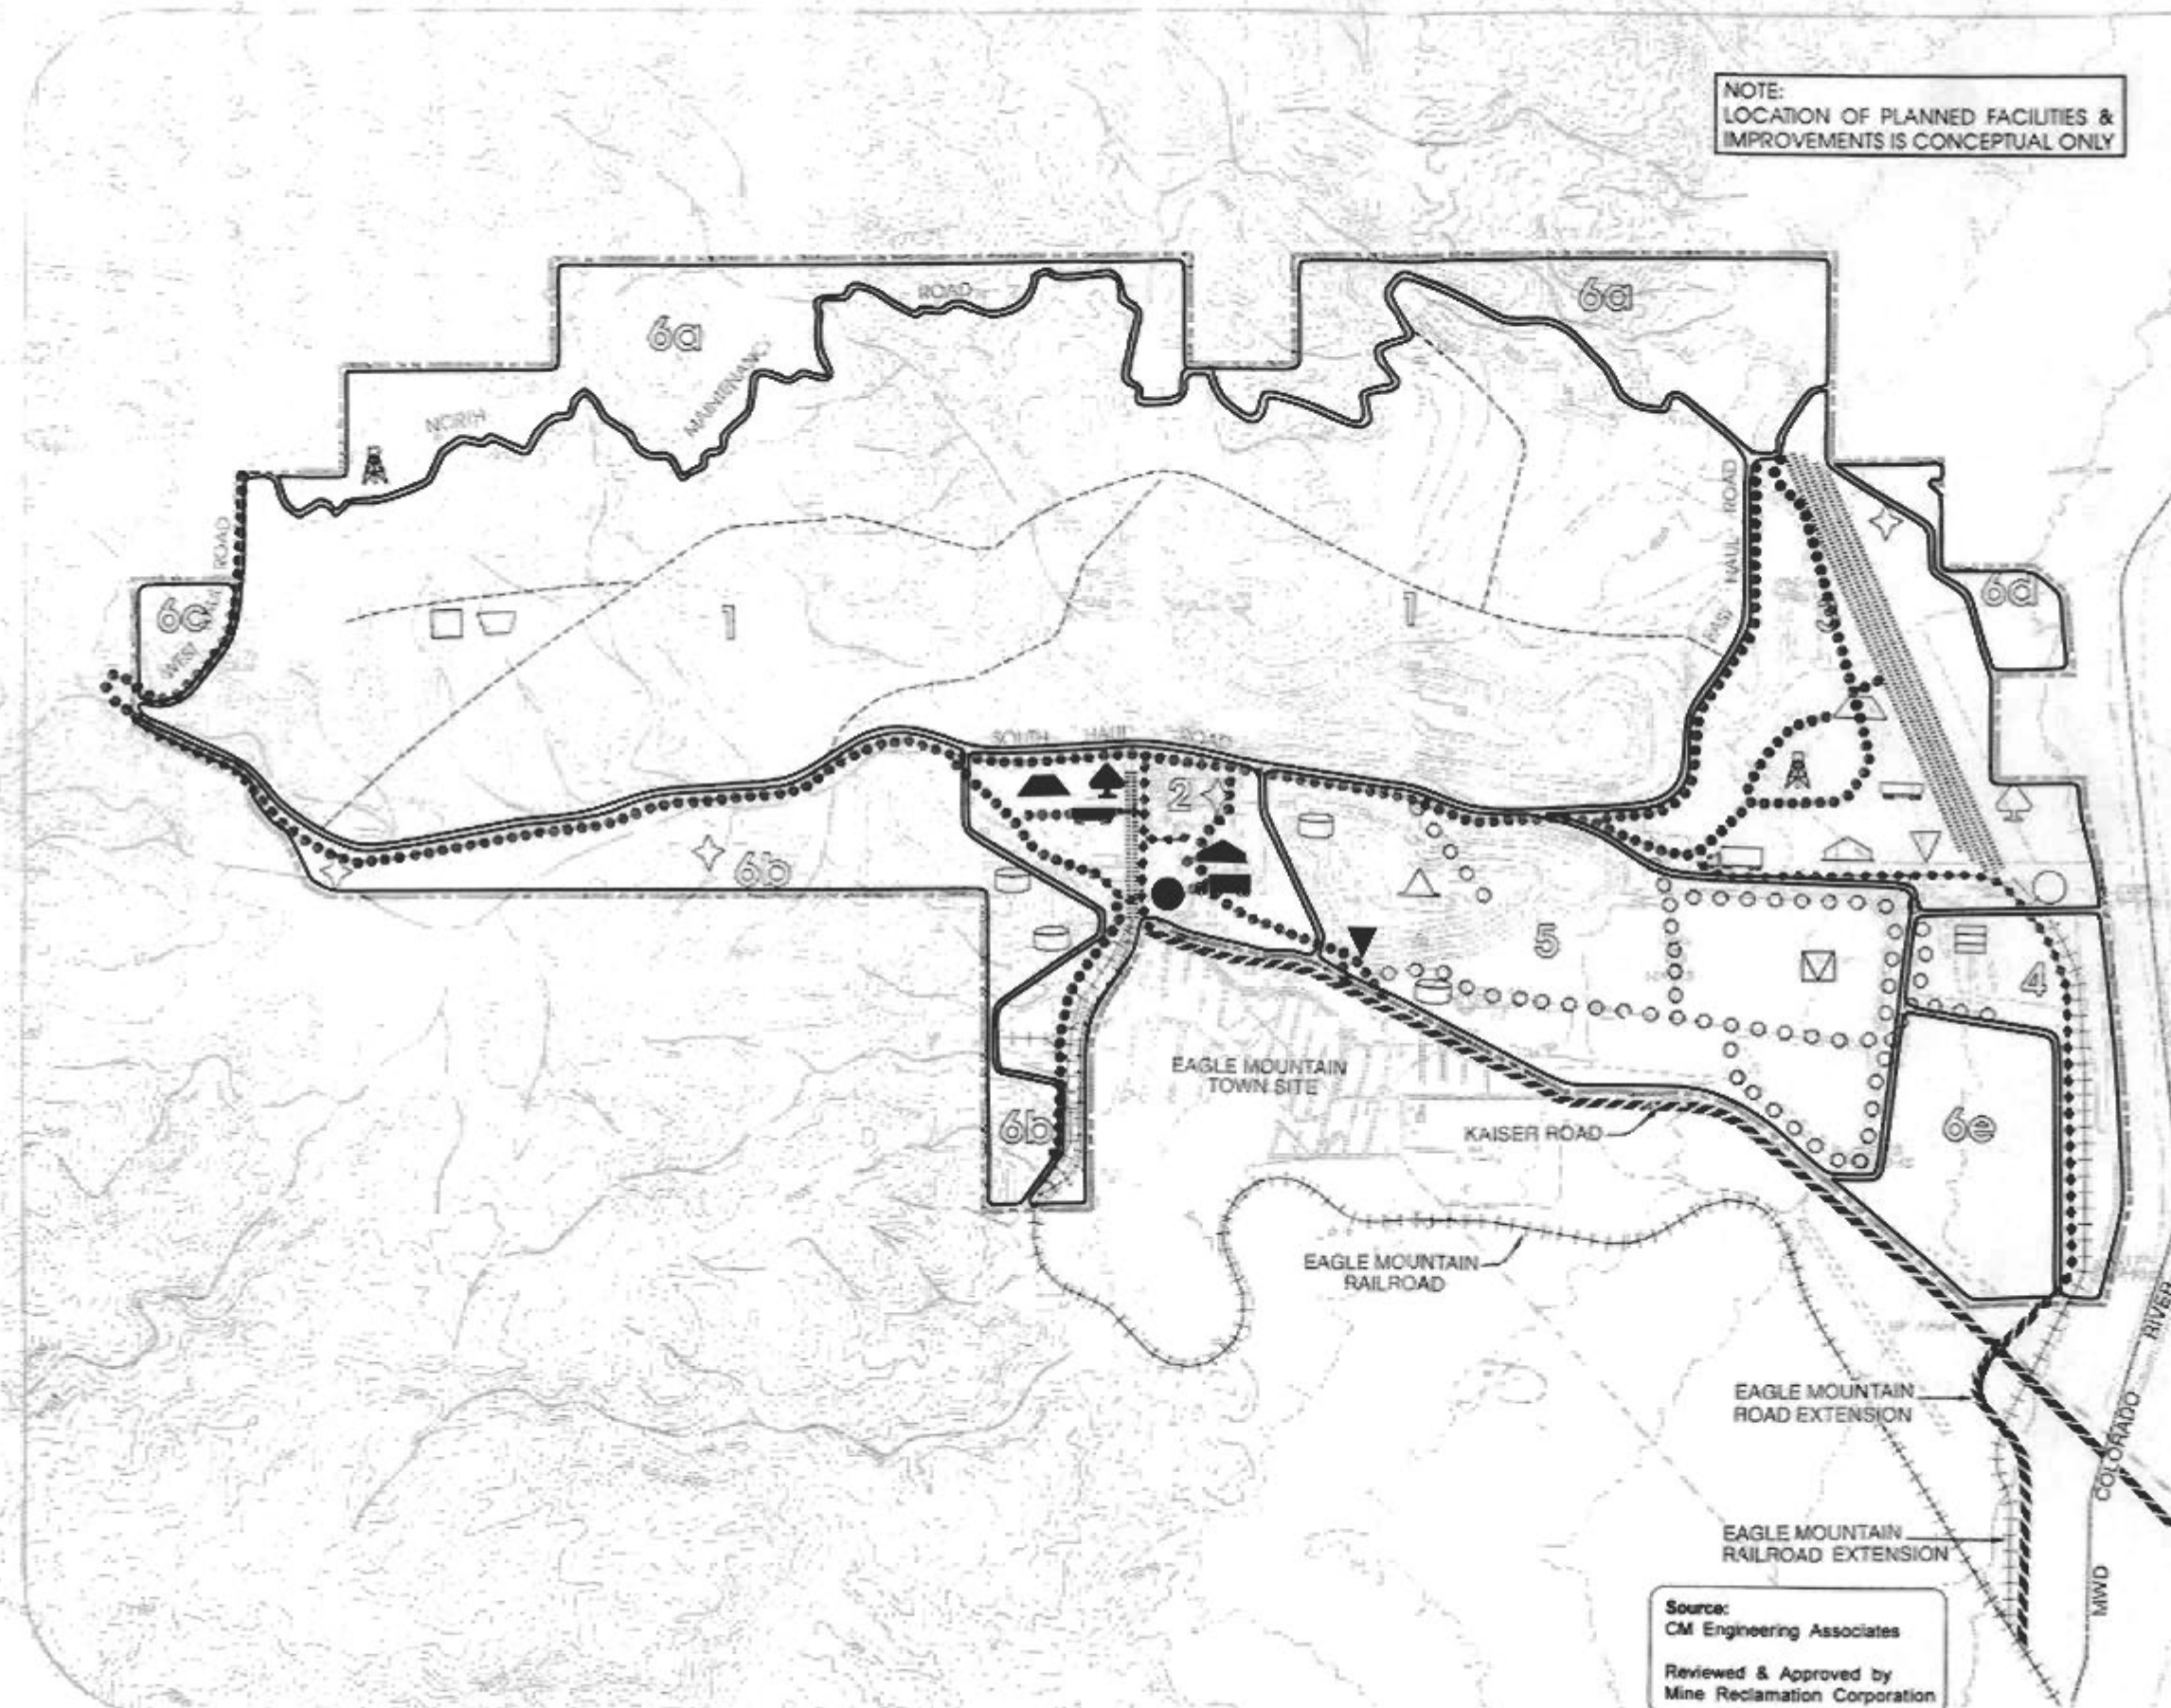 NOTE:
LOCATION OF PLANNED FACILITIES &
IMPROVEMENTS IS CONCEPTUAL ONLY
6a
ROAD
6a
NORTH
ROAD
HAUL ROAD
EAST
ROAD
6c
WEST
1
1
6d
SOUTH HAUL ROAD
2
6b
5
4
EAGLE MOUNTAIN
TOWN SITE
6b
KAISER ROAD
6e
EAGLE MOUNTAIN
RAILROAD
EAGLE MOUNTAIN
ROAD EXTENSION
EAGLE MOUNTAIN
RAILROAD EXTENSION
MWD COLORADO RIVER
Source:
CM Engineering Associates
Reviewed & Approved by
Mine Reclamation Corporation